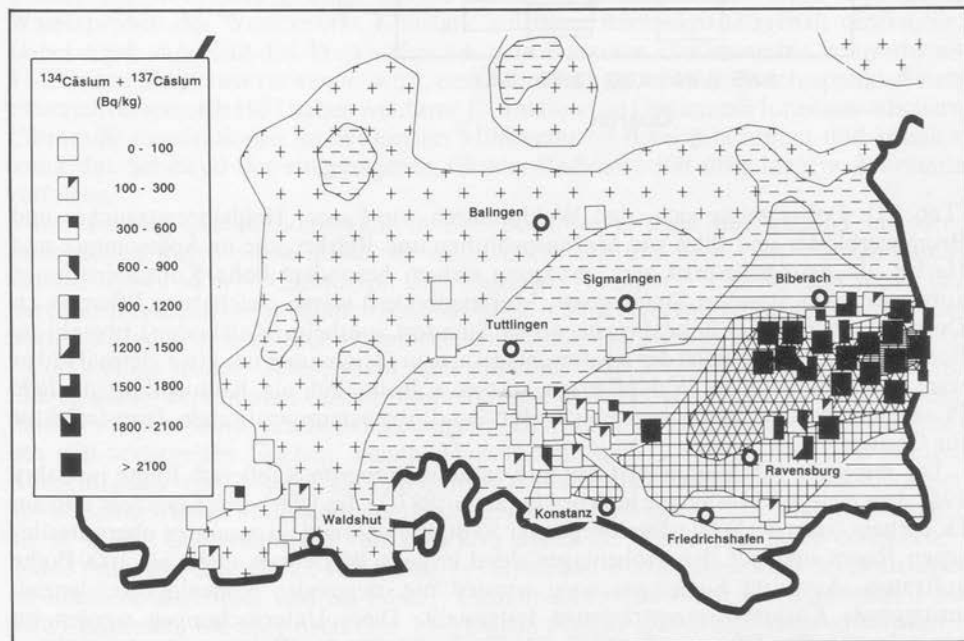 ¹³⁴Cäsium + ¹³⁷Cäsium
(Bq/kg)
0 - 100
100 - 300
300 - 600
600 - 900
900 - 1200
1200 - 1500
1500 - 1800
1800 - 2100
> 2100
Balingen
Sigmaringen
Biberach
Tuttlingen
Ravensburg
Waldshut
Konstanz
Friedrichshafen